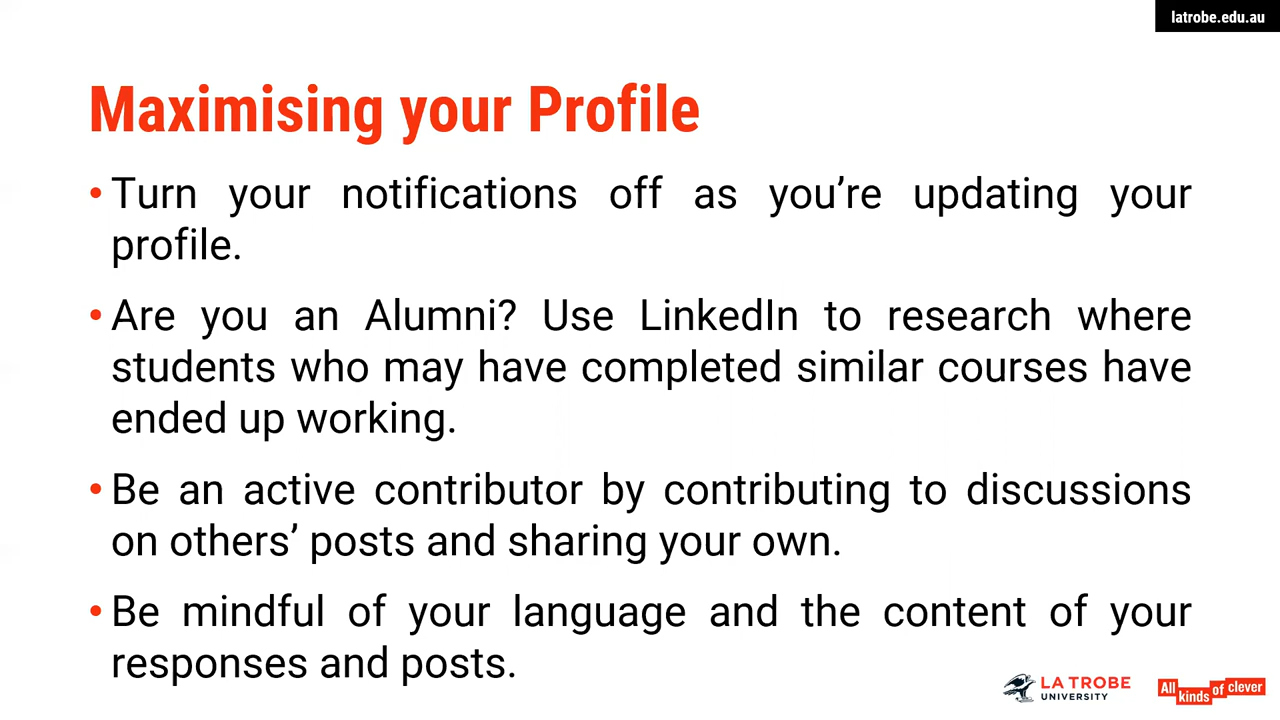 latrobe.edu.au
Maximising your Profile
• Turn your notifications off as you’re updating your
profile.
• Are you an Alumni? Use LinkedIn to research where
students who may have completed similar courses have
ended up working.
• Be an active contributor by contributing to discussions
on others’ posts and sharing your own.
• Be mindful of your language and the content of your
responses and posts.
LA TROBE
UNIVERSITY
All kinds of clever